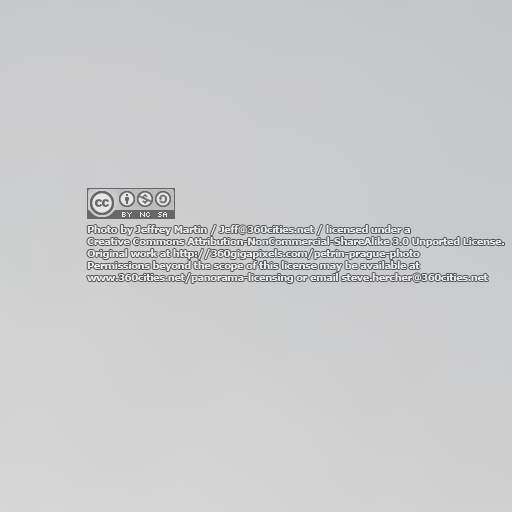 cc
BY NC SA
Photo by Jeffrey Martin / Jeff@360cities.net / licensed under a
Creative Commons Attribution-NonCommercial-ShareAlike 3.0 Unported License.
Original work at http://360gigapixels.com/petrin-prague-photo
Permissions beyond the scope of this license may be available at
www.360cities.net/panorama-licensing or email steve.hercher@360cities.net